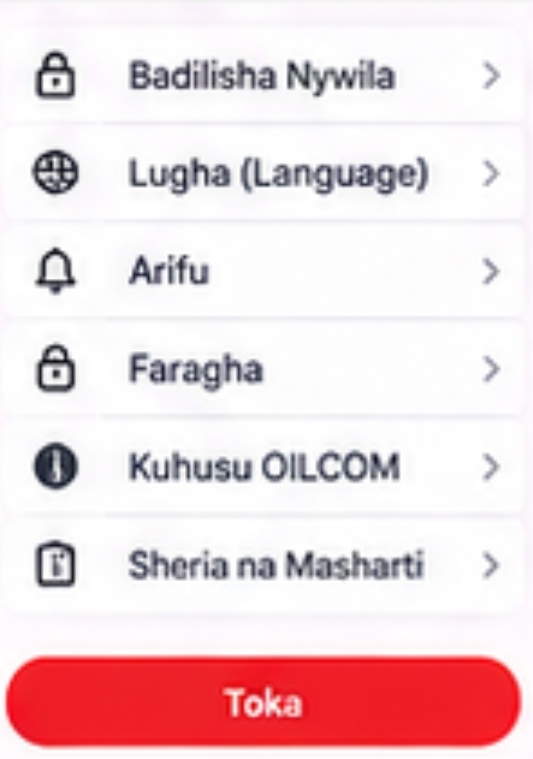 Badilisha Nywila
Lugha (Language)
Arifu
Faragha
Kuhusu OILCOM
Sheria na Masharti
Toka